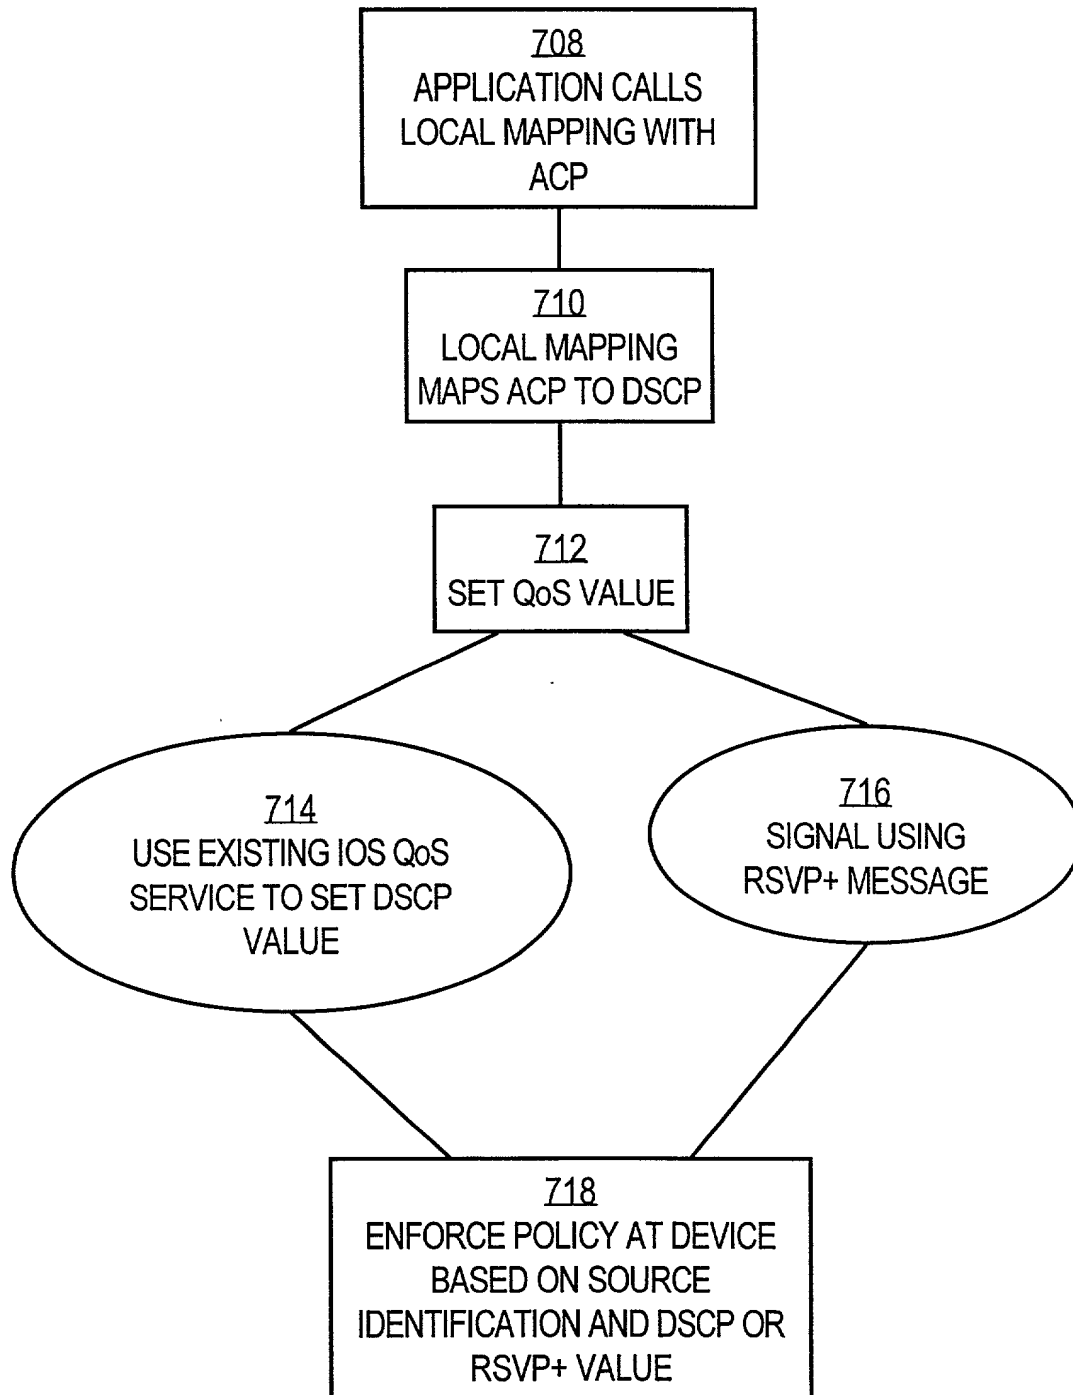 708
APPLICATION CALLS
LOCAL MAPPING WITH
ACP
710
LOCAL MAPPING
MAPS ACP TO DSCP
712
SET QoS VALUE
714
USE EXISTING IOS QoS
SERVICE TO SET DSCP
VALUE
716
SIGNAL USING
RSVP+ MESSAGE
718
ENFORCE POLICY AT DEVICE
BASED ON SOURCE
IDENTIFICATION AND DSCP OR
RSVP+ VALUE